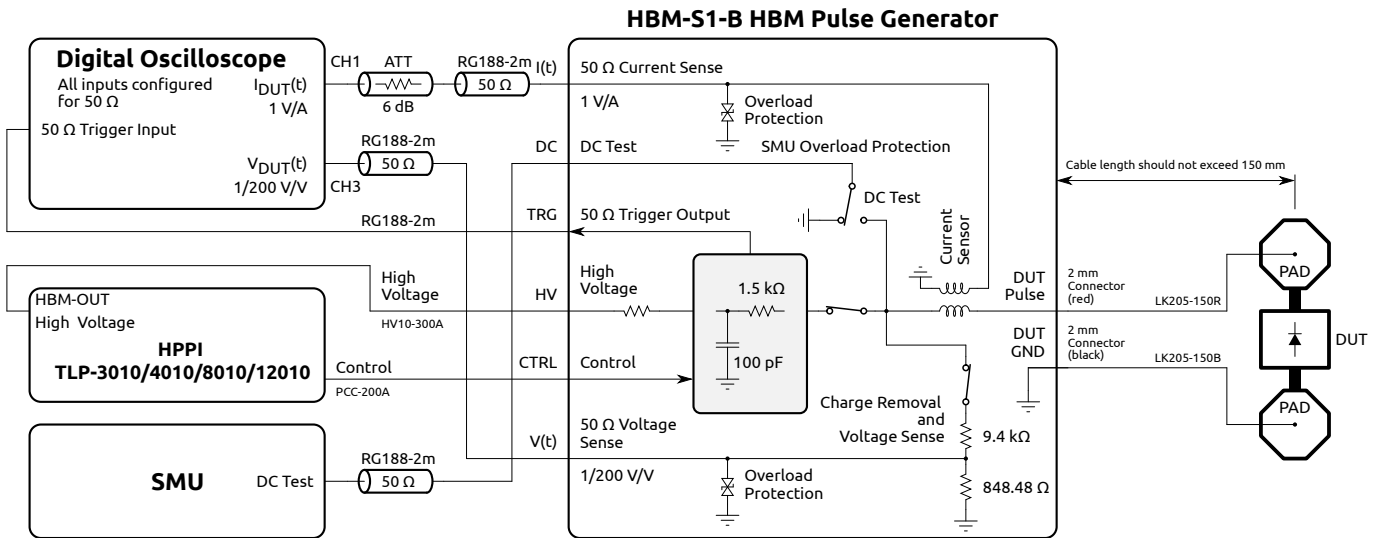 HBM-S1-B HBM Pulse Generator
Digital Oscilloscope
All inputs configured
for 50 Ω
I_DUT(t)
1 V/A
50 Ω Trigger Input
V_DUT(t)
1/200 V/V
CH1
ATT
6 dB
RG188-2m
50 Ω
I(t)
50 Ω Current Sense
1 V/A
Overload
Protection
CH3
RG188-2m
50 Ω
DC
DC Test
SMU Overload Protection
DC Test
RG188-2m
TRG
50 Ω Trigger Output
Current
Sensor
Cable length should not exceed 150 mm
HBM-OUT
High Voltage
HPPI
TLP-3010/4010/8010/12010
High
Voltage
HV10-300A
HV
High
Voltage
1.5 kΩ
100 pF
DUT
Pulse
2 mm
Connector
(red)
LK205-150R
PAD
DUT
GND
2 mm
Connector
(black)
LK205-150B
DUT
PAD
Control
PCC-200A
CTRL
Control
Charge Removal
and
Voltage Sense
9.4 kΩ
848.48 Ω
V(t)
50 Ω Voltage
Sense
1/200 V/V
Overload
Protection
SMU
DC Test
RG188-2m
50 Ω